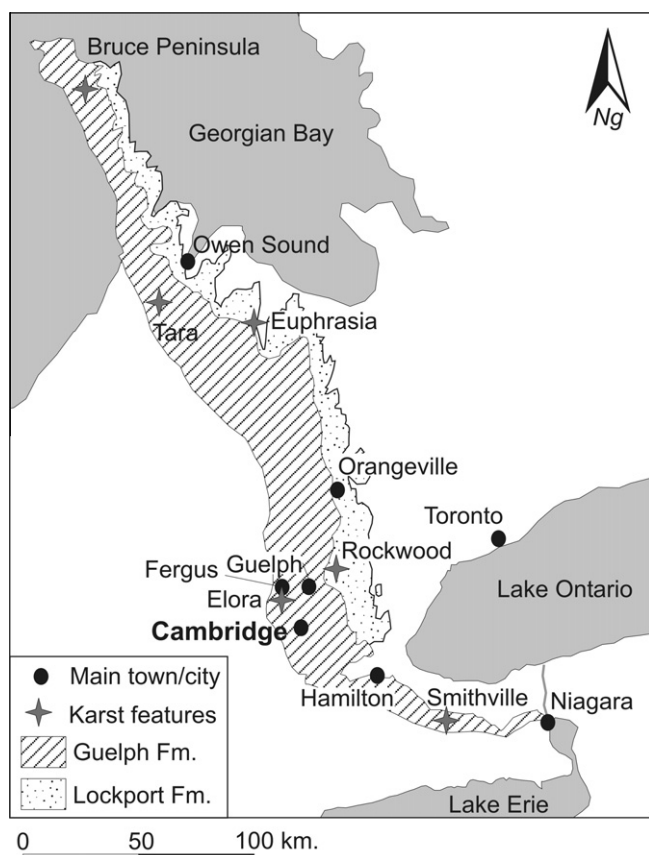 Bruce Peninsula
Georgian Bay
Ng
Owen Sound
Tara
Euphrasia
Orangeville
Toronto
Rockwood
Fergus
Guelph
Elora
Lake Ontario
Cambridge
Main town/city
Karst features
Guelph Fm.
Lockport Fm.
Hamilton
Smithville
Niagara
Lake Erie
0 50 100 km.